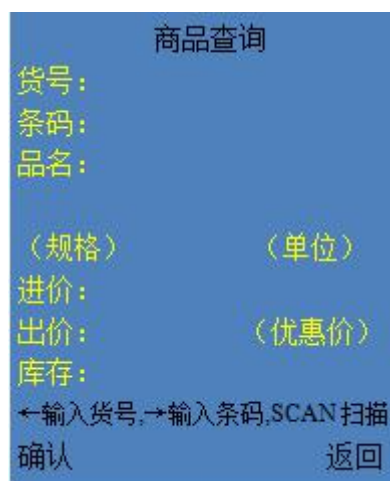 商品查询
货号：
条码：
品名：
（规格） （单位）
进价：
出价： （优惠价）
库存：
←输入货号,→输入条码,SCAN扫描
确认 返回